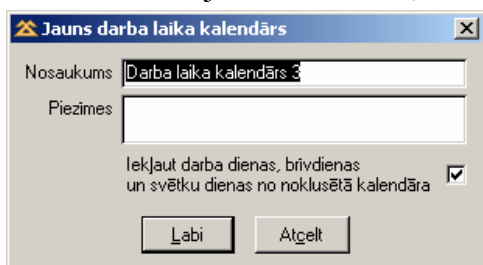 Jauns darba laika kalendārs
Nosaukums Darba laika kalendārs 3
Piezīmes
Iekļaut darba dienas, brīvdienas
un svētku dienas no noklusētā kalendāra
Labi Atcelt